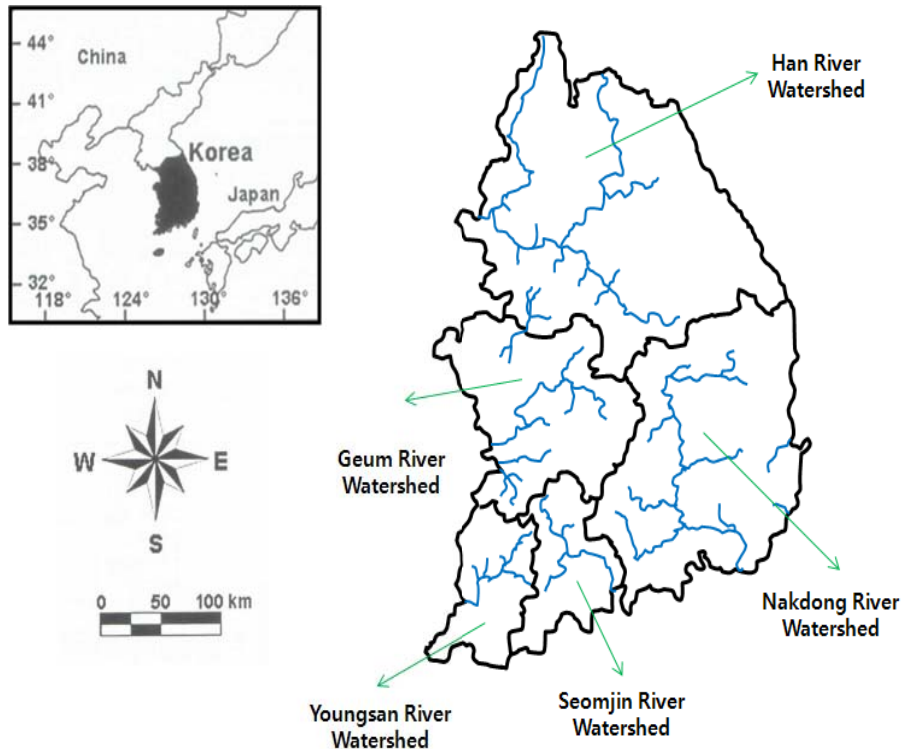 44°
China
41°
Korea
38°
Japan
35°
32°
118°
124°
130°
136°
N
W
E
S
0
50
100 km
Han River
Watershed
Geum River
Watershed
Nakdong River
Watershed
Seomjin River
Watershed
Youngsan River
Watershed